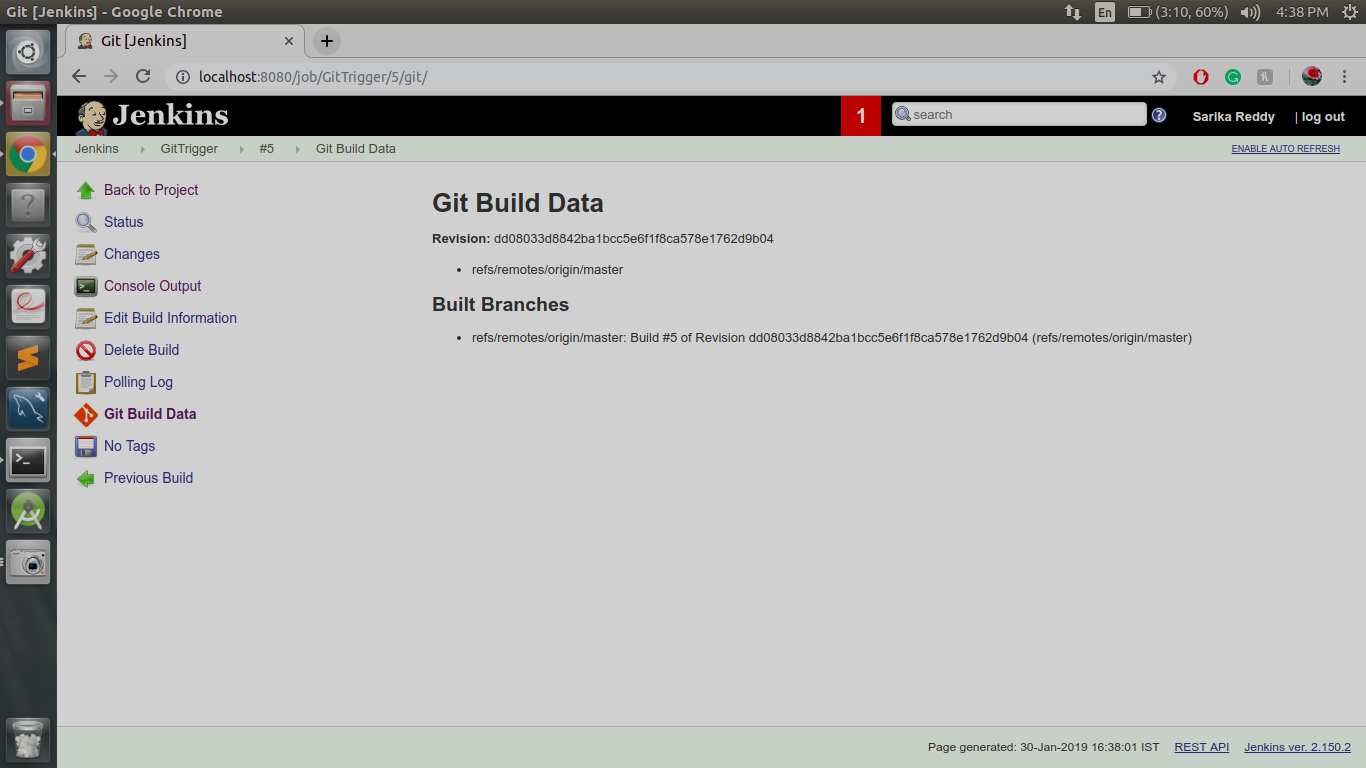 Git [Jenkins] - Google Chrome
En (3:10, 60%) 4:38 PM
Git [Jenkins]
localhost:8080/job/GitTrigger/5/git/
Jenkins
1 search ? Sarika Reddy | log out
Jenkins GitTrigger #5 Git Build Data ENABLE AUTO REFRESH
Back to Project
Status
Changes
Console Output
Edit Build Information
Delete Build
Polling Log
Git Build Data
No Tags
Previous Build
Git Build Data
Revision: dd08033d8842ba1bcc5e6f1f8ca578e1762d9b04
• refs/remotes/origin/master
Built Branches
• refs/remotes/origin/master: Build #5 of Revision dd08033d8842ba1bcc5e6f1f8ca578e1762d9b04 (refs/remotes/origin/master)
Page generated: 30-Jan-2019 16:38:01 IST REST API Jenkins ver. 2.150.2